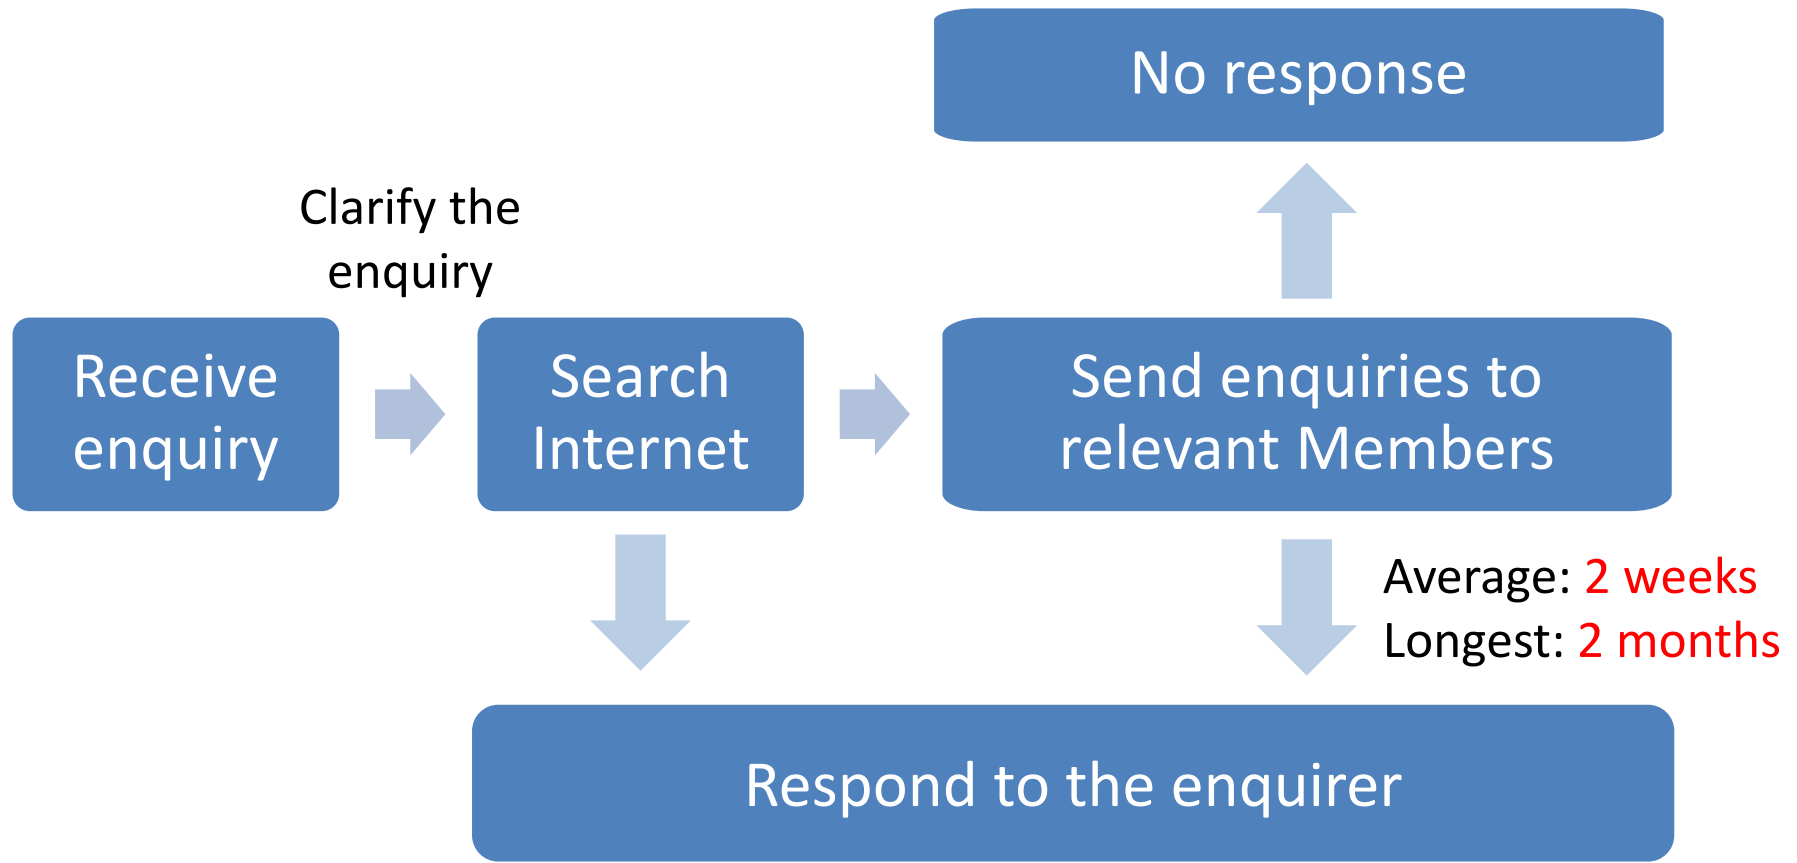 No response
Clarify the
enquiry
Receive
enquiry
Search
Internet
Send enquiries to
relevant Members
Average: 2 weeks
Longest: 2 months
Respond to the enquirer